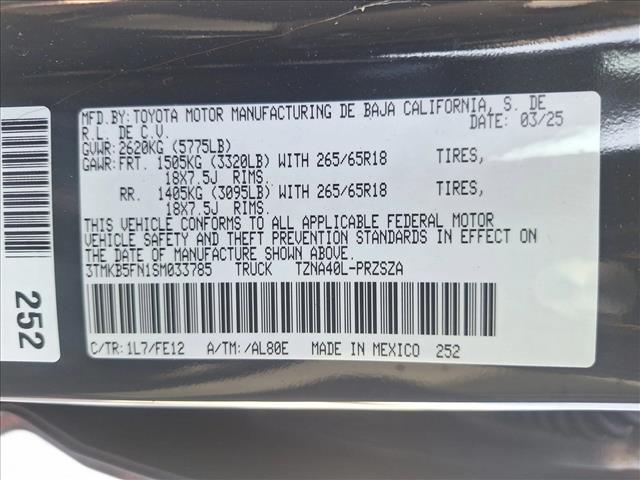 MFD.BY:TOYOTA MOTOR MANUFACTURING DE BAJA CALIFORNIA, S. DE
R.L. DE C.V. DATE: 03/25
GVWR:2620KG (5775LB)
GAWR:FRT. 1505KG (3320LB) WITH 265/65R18 TIRES,
18X7.5J RIMS.
RR. 1405KG (3095LB) WITH 265/65R18 TIRES,
18X7.5J RIMS.
THIS VEHICLE CONFORMS TO ALL APPLICABLE FEDERAL MOTOR
VEHICLE SAFETY AND THEFT PREVENTION STANDARDS IN EFFECT ON
THE DATE OF MANUFACTURE SHOWN ABOVE.
3TMKB5FN1SM033785 TRUCK TZNA40L-PRZSZA
C/TR: 1L7/FE12 A/TM: /AL80E MADE IN MEXICO 252
252